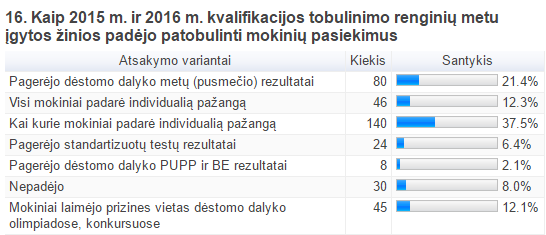 16. Kaip 2015 m. ir 2016 m. kvalifikacijos tobulinimo renginių metu
įgytos žinios padėjo patobulinti mokinių pasiekimus
Atsakymo variantai Kiekis Santykis
Pagerėjo dėstomo dalyko metų (pusmečio) rezultatai 80 21.4%
Visi mokiniai padarė individualią pažangą 46 12.3%
Kai kurie mokiniai padarė individualią pažangą 140 37.5%
Pagerėjo standartizuotų testų rezultatai 24 6.4%
Pagerėjo dėstomo dalyko PUPP ir BE rezultatai 8 2.1%
Nepadėjo 30 8.0%
Mokiniai laimėjo prizines vietas dėstomo dalyko 45 12.1%
olimpiadose, konkursuose